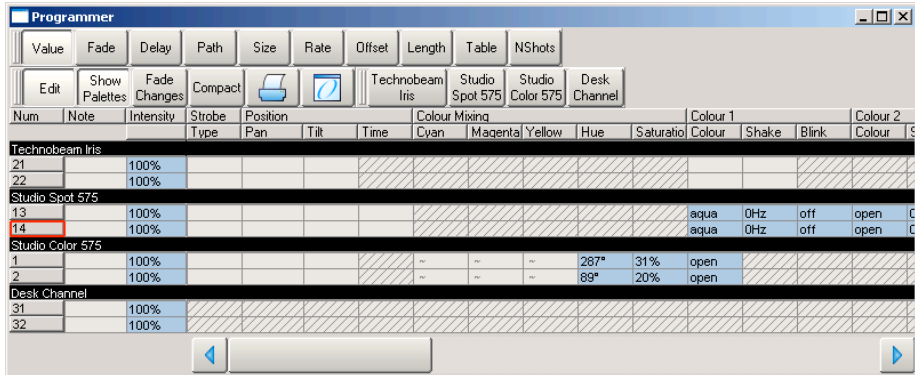 Programmer
Value Fade Delay Path Size Rate Offset Length Table NShots
Edit Show Palettes Fade Changes Compact Technobeam Iris Studio Spot 575 Studio Color 575 Desk Channel
Num Note Intensity Strobe Position Colour Mixing Colour 1 Colour 2
Type Pan Tilt Time Cyan Magenta Yellow Hue Saturatio Colour Shake Blink Colour S
Technobeam Iris
21 100%
22 100%
Studio Spot 575
13 100% aqua 0Hz off open
14 100% aqua 0Hz off open
Studio Color 575
1 100% ~ ~ ~ 287° 31% open
2 100% ~ ~ ~ 89° 20% open
Desk Channel
31 100%
32 100%